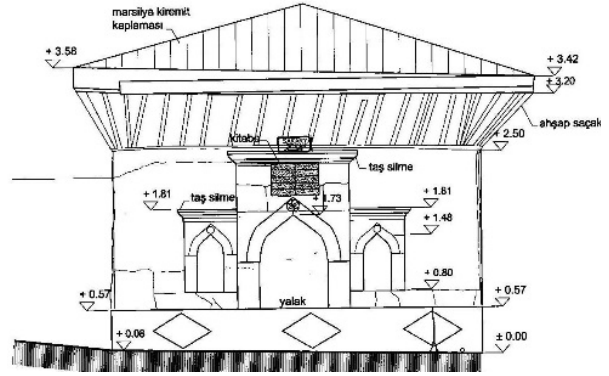 marsilya kiremit
kaplaması
+ 3.58
+ 3.42
+ 3.20
ahşap saçak
kitabe
+ 2.50
taş silme
+ 1.81
taş silme
+ 1.73
+ 1.81
+ 1.48
+ 0.80
+ 0.57
yalak
+ 0.57
+ 0.06
± 0.00